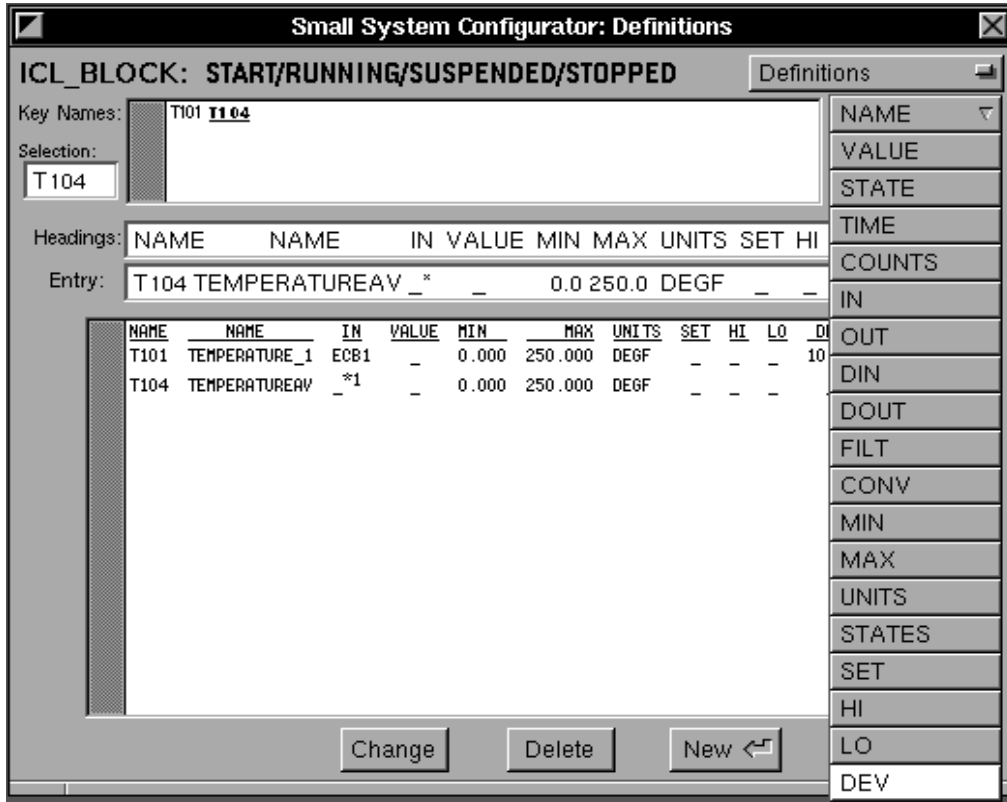 Small System Configurator: Definitions
ICL_BLOCK: START/RUNNING/SUSPENDED/STOPPED
Definitions
Key Names:
T101 T104
Selection:
T104
Headings:
NAME NAME IN VALUE MIN MAX UNITS SET HI
Entry:
T104 TEMPERATUREAV _* _ 0.0 250.0 DEGF _ _
NAME NAME IN VALUE MIN MAX UNITS SET HI LO
T101 TEMPERATURE_1 ECB1 _ 0.000 250.000 DEGF _ _ _ 10
T104 TEMPERATUREAV _*1 _ 0.000 250.000 DEGF _ _ _
Change
Delete
New
NAME
VALUE
STATE
TIME
COUNTS
IN
OUT
DIN
DOUT
FILT
CONV
MIN
MAX
UNITS
STATES
SET
HI
LO
DEV